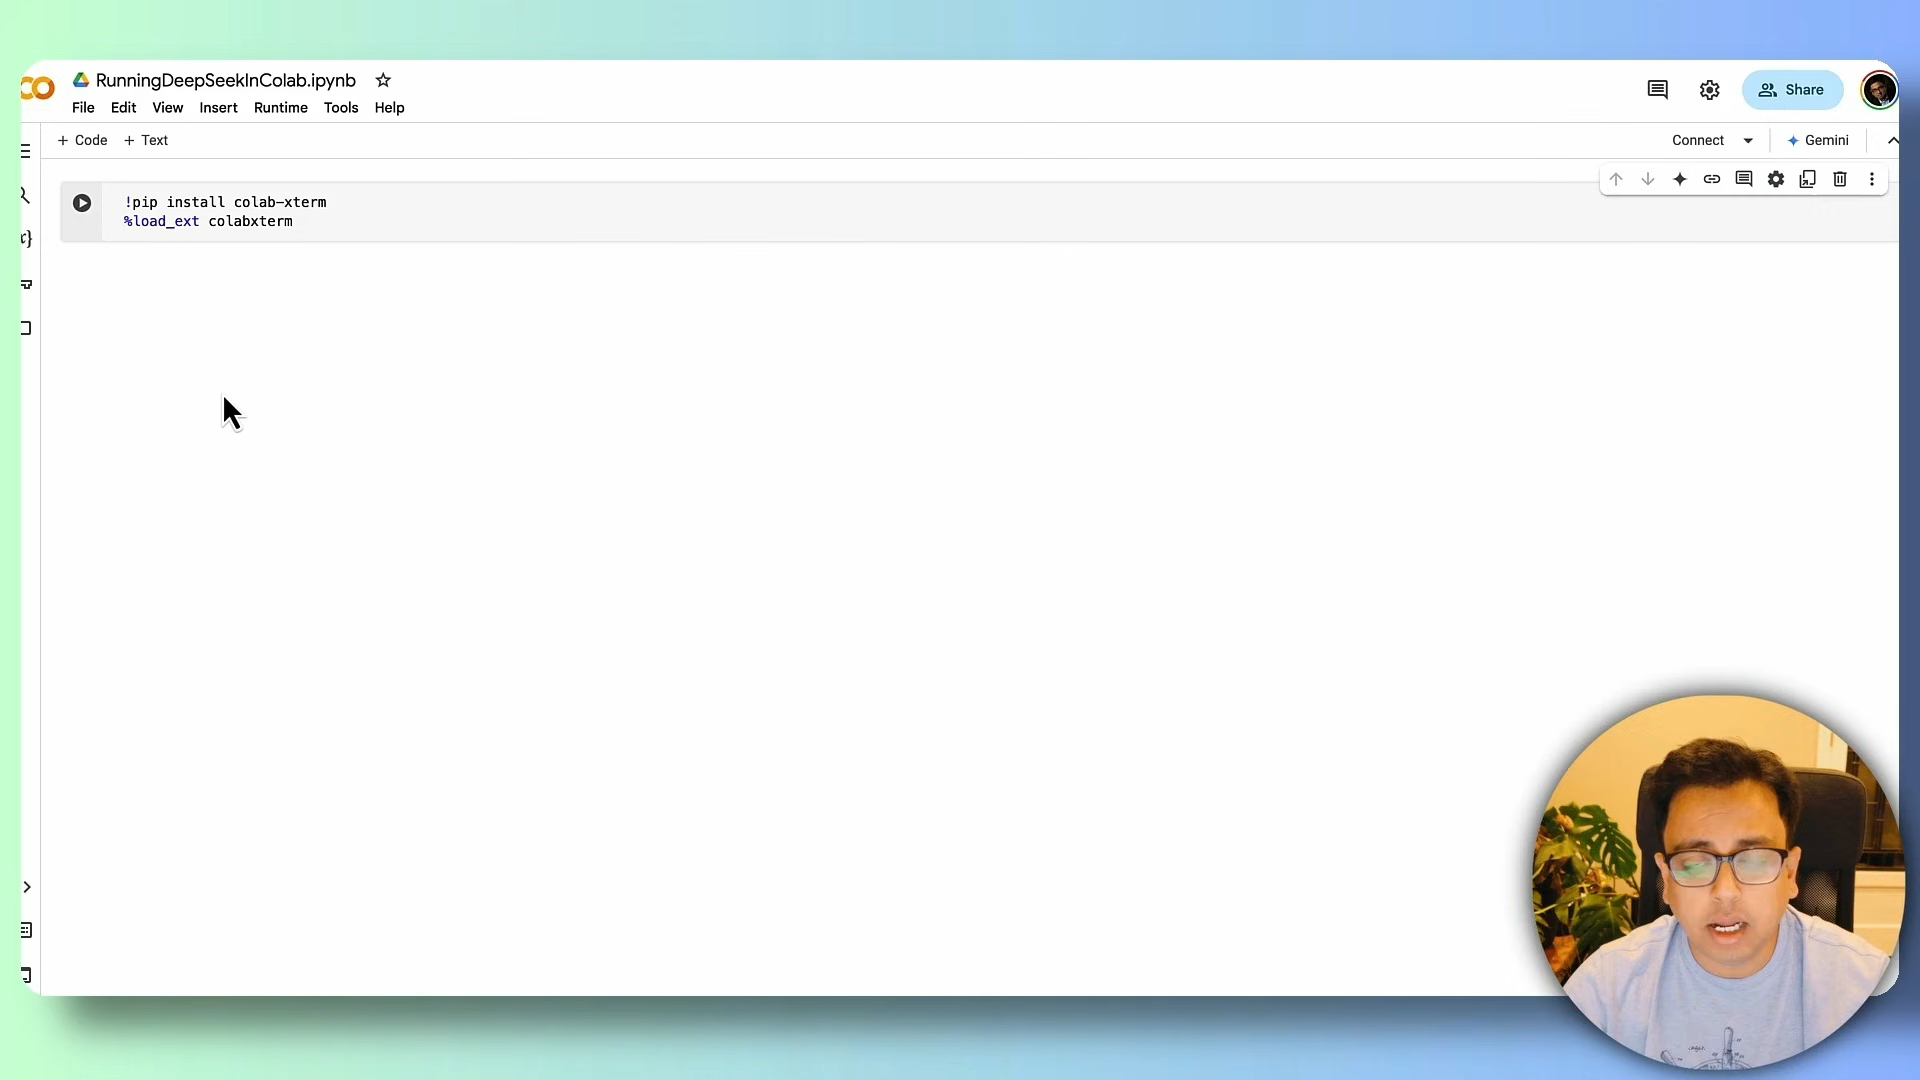 RunningDeepSeekInColab.ipynb
File Edit View Insert Runtime Tools Help
Share
+ Code + Text
Connect
Gemini
!pip install colab-xterm
%load_ext colabxterm